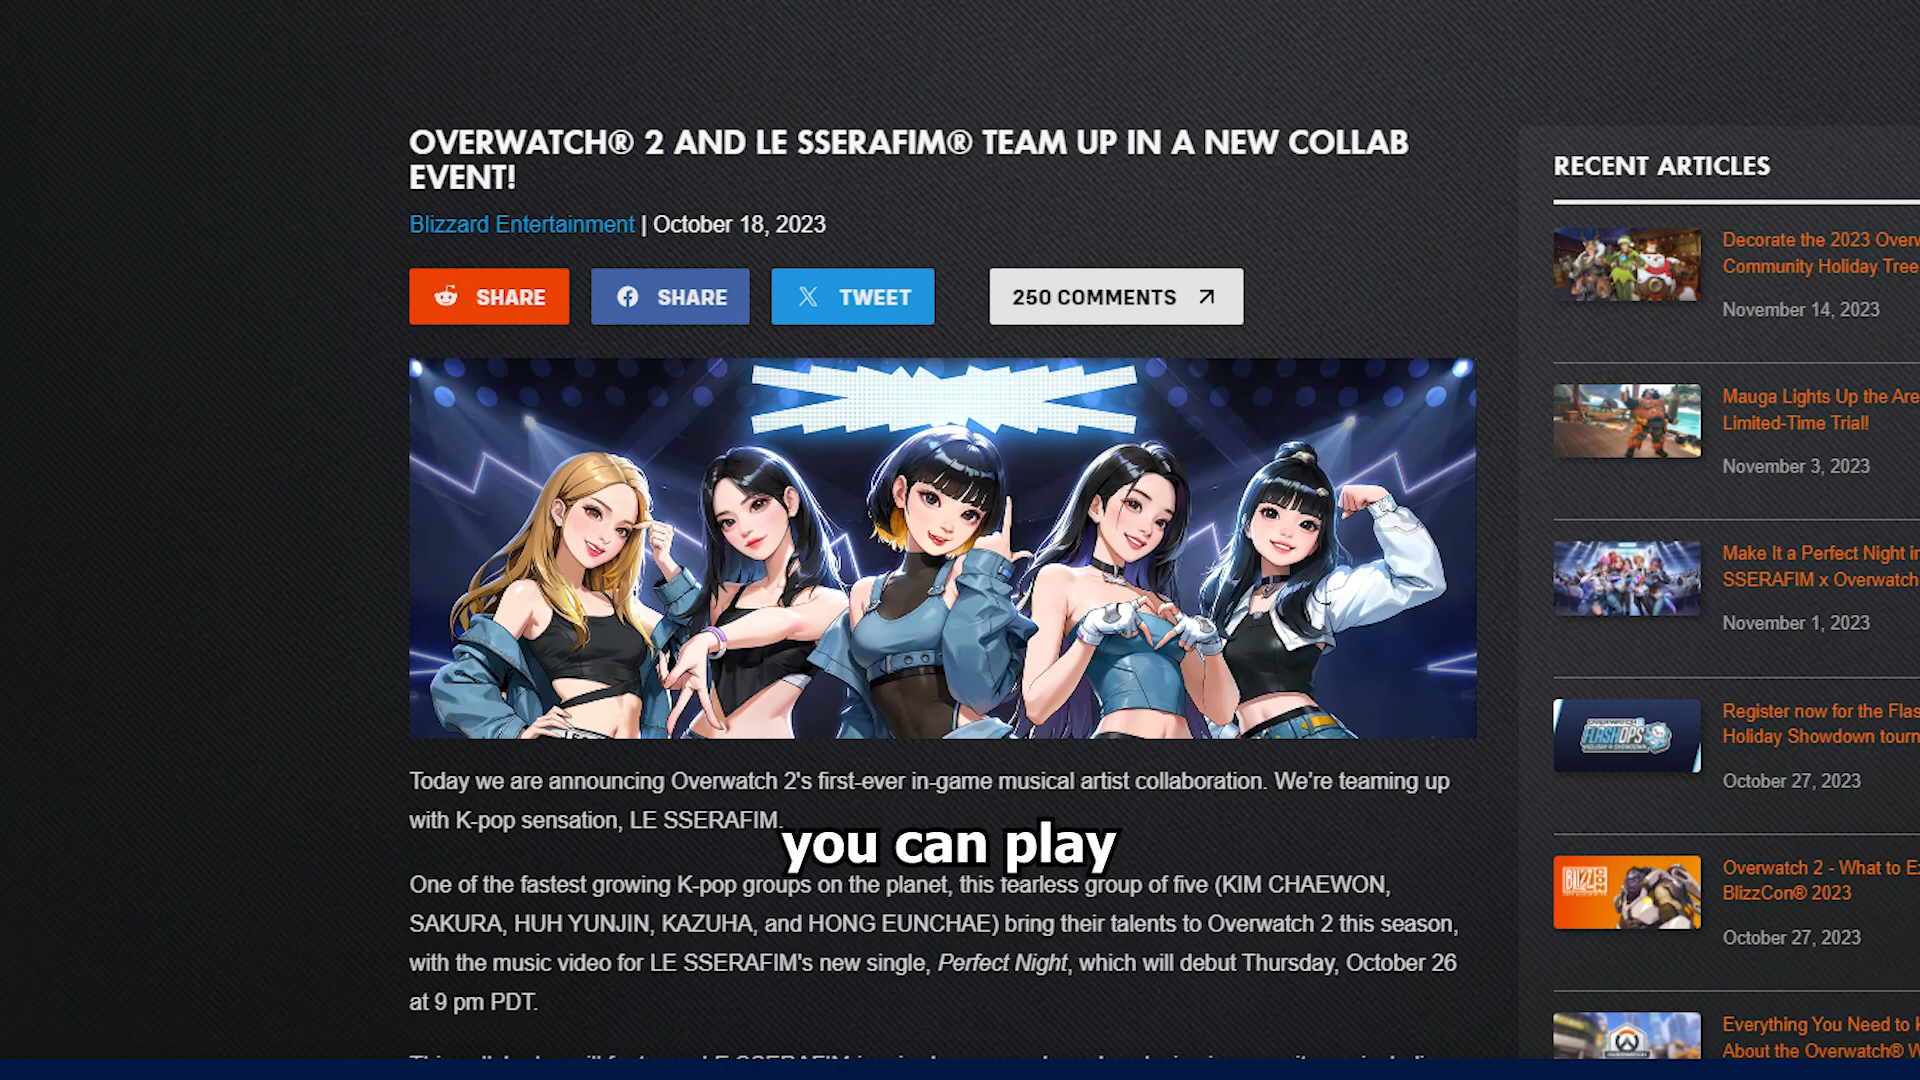 OVERWATCH® 2 AND LE SSERAFIM® TEAM UP IN A NEW COLLAB
EVENT!
Blizzard Entertainment | October 18, 2023
SHARE
SHARE
TWEET
250 COMMENTS
Today we are announcing Overwatch 2's first-ever in-game musical artist collaboration. We're teaming up
with K-pop sensation, LE SSERAFIM.
you can play
One of the fastest growing K-pop groups on the planet, this fearless group of five (KIM CHAEWON,
SAKURA, HUH YUNJIN, KAZUHA, and HONG EUNCHAE) bring their talents to Overwatch 2 this season,
with the music video for LE SSERAFIM's new single, Perfect Night, which will debut Thursday, October 26
at 9 pm PDT.
RECENT ARTICLES
Decorate the 2023 Overw
Community Holiday Tree
November 14, 2023
Mauga Lights Up the Are
Limited-Time Trial!
November 3, 2023
Make It a Perfect Night in
SSERAFIM x Overwatch
November 1, 2023
OVERWATCH
FLASHOPS
HOLIDAY SHOWDOWN
Register now for the Flas
Holiday Showdown tourn
October 27, 2023
BLIZZCON
Overwatch 2 - What to Ex
BlizzCon® 2023
October 27, 2023
Everything You Need to K
About the Overwatch® W